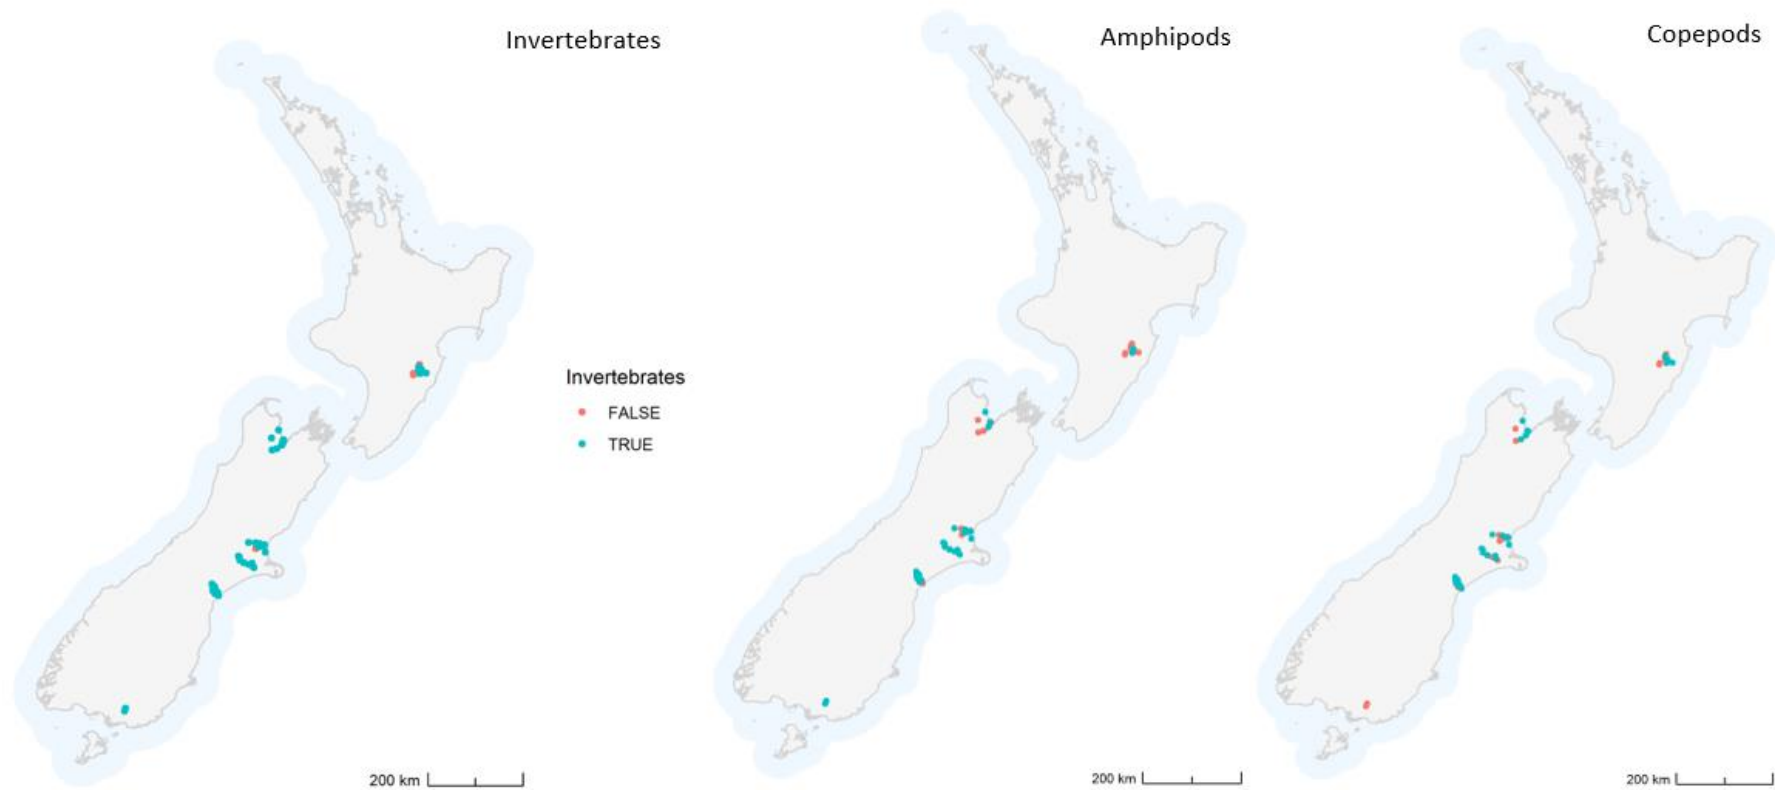 Invertebrates
Amphipods
Copepods
Invertebrates
FALSE
TRUE
200 km
200 km
200 km